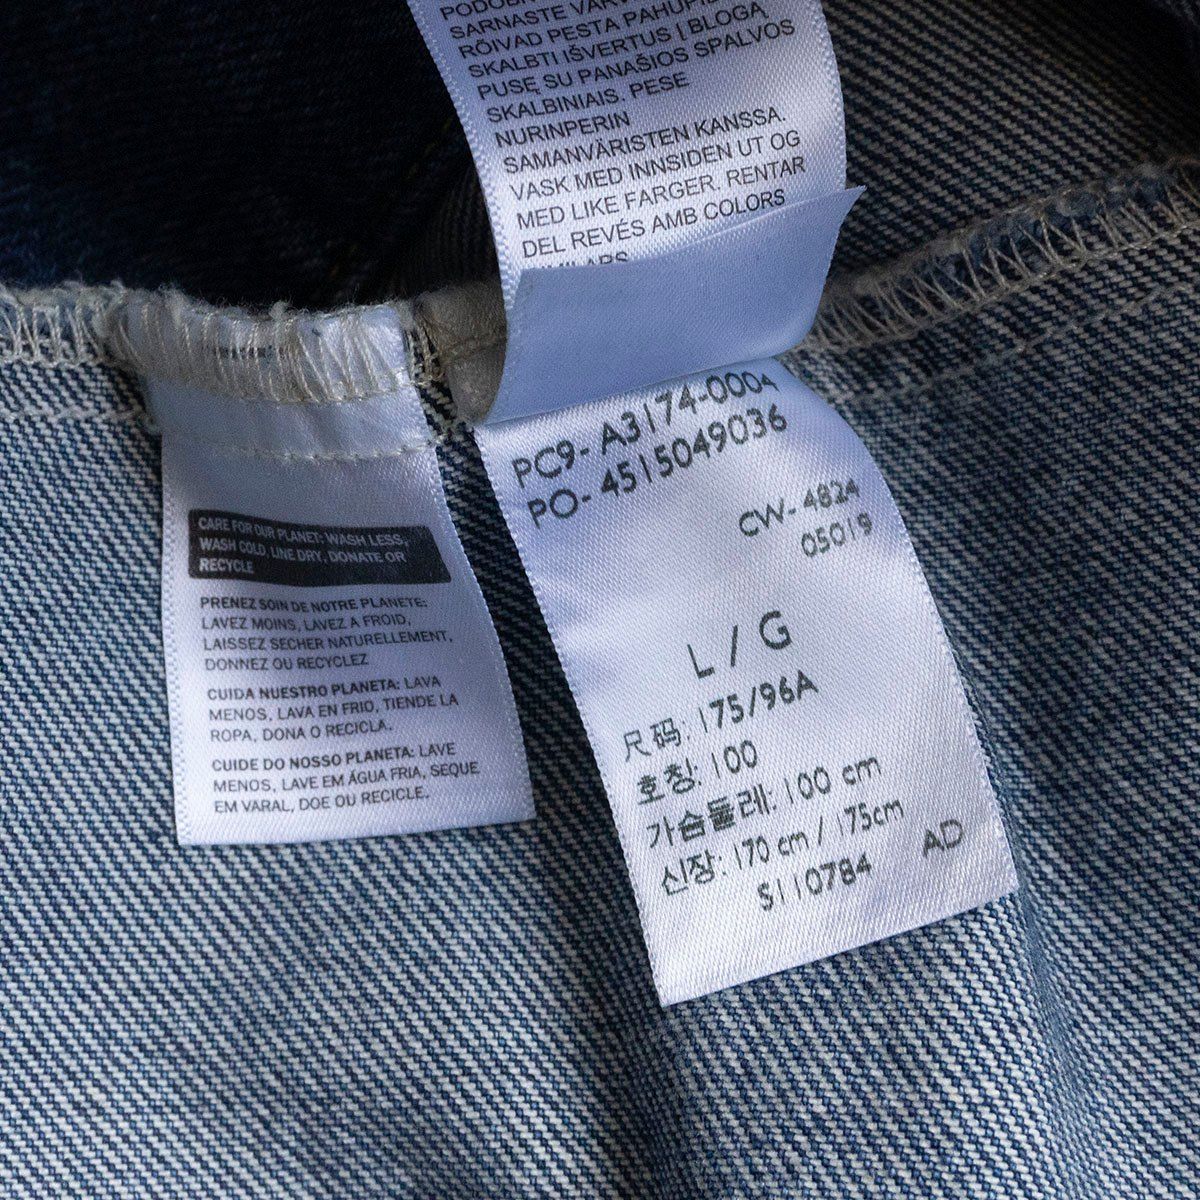 SARNASTE
RÕIVAD PESTA PAHUPIDI
SKALBTI IŠVERTUS Į BLOGĄ
PUSĘ SU PANAŠIOS SPALVOS
SKALBINIAIS. PESE
NURINPERIN
SAMANVÄRISTEN KANSSA.
VASK MED INNSIDEN UT OG
MED LIKE FARGER. RENTAR
DEL REVÉS AMB COLORS
PC9- A3174-0004
PO- 4515049036
CW- 4824
05019
L / G
尺码: 175/96A
호칭: 100
가슴둘레: 100 cm
신장: 170 cm / 175cm
S110784 AD
CARE FOR OUR PLANET: WASH LESS,
WASH COLD, LINE DRY, DONATE OR
RECYCLE
PRENEZ SOIN DE NOTRE PLANETE:
LAVEZ MOINS, LAVEZ A FROID,
LAISSEZ SECHER NATURELLEMENT,
DONNEZ OU RECYCLEZ
CUIDA NUESTRO PLANETA: LAVA
MENOS, LAVA EN FRIO, TIENDE LA
ROPA, DONA O RECICLA.
CUIDE DO NOSSO PLANETA: LAVE
MENOS, LAVE EM ÁGUA FRIA, SEQUE
EM VARAL, DOE OU RECICLE.